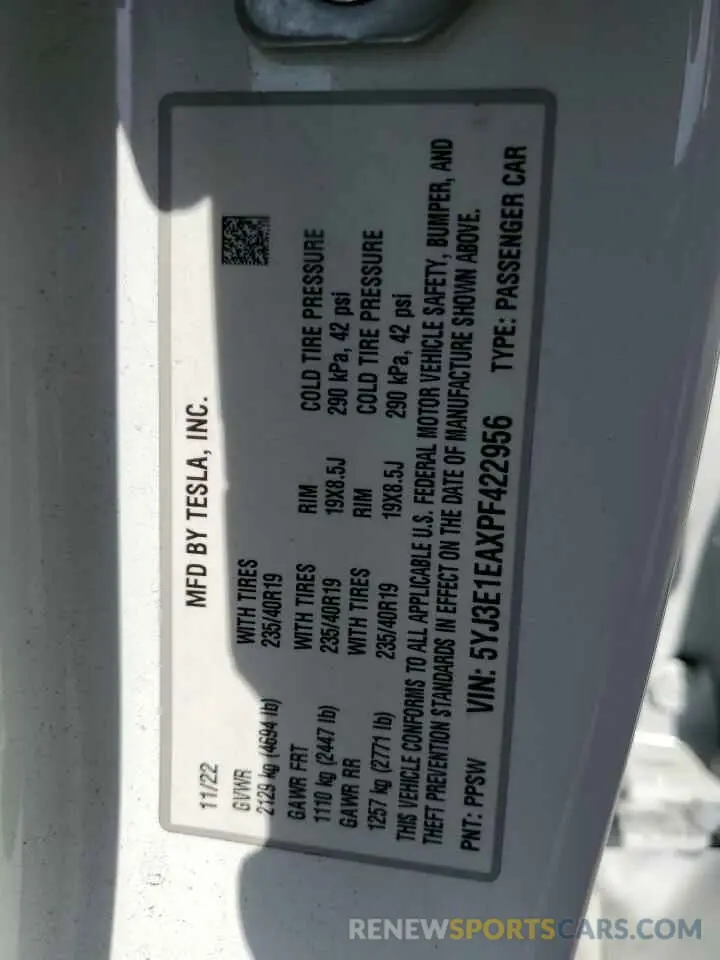 MFD BY TESLA, INC.
11/22
GVWR
2129 kg (4694 lb)
WITH TIRES
235/40R19
GAWR FRT
1110 kg (2447 lb)
WITH TIRES
235/40R19
RIM
19X8.5J
COLD TIRE PRESSURE
290 kPa, 42 psi
GAWR RR
1257 kg (2771 lb)
WITH TIRES
235/40R19
RIM
19X8.5J
COLD TIRE PRESSURE
290 kPa, 42 psi
THIS VEHICLE CONFORMS TO ALL APPLICABLE U.S. FEDERAL MOTOR VEHICLE SAFETY, BUMPER, AND
THEFT PREVENTION STANDARDS IN EFFECT ON THE DATE OF MANUFACTURE SHOWN ABOVE.
PNT: PPSW VIN: 5YJ3E1EAXPF422956 TYPE: PASSENGER CAR
RENEWSPORTSCARS.COM